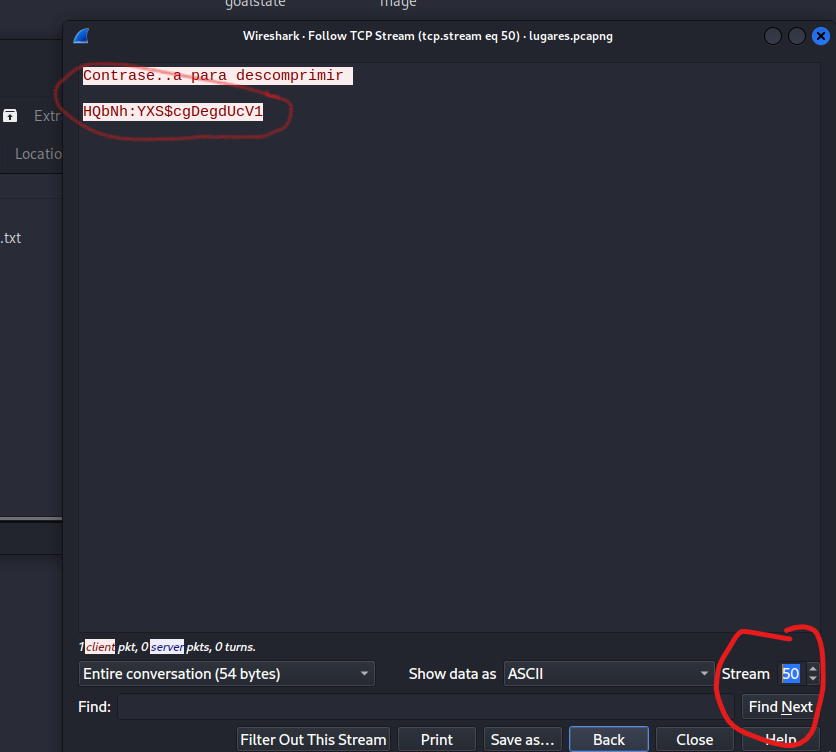 goalstate
mage
Wireshark · Follow TCP Stream (tcp.stream eq 50) · lugares.pcapng
Contrase..a para descomprimir
HQbNh:YXS$cgDegdUcV1
Extr
Locatio
.txt
1 client pkt, 0 server pkts, 0 turns.
Entire conversation (54 bytes) Show data as ASCII Stream 50
Find: Find Next
Filter Out This Stream Print Save as... Back Close Help